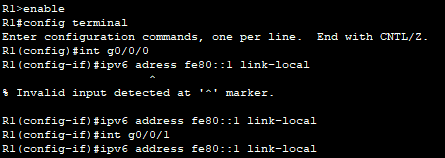 R1>enable
R1#config terminal
Enter configuration commands, one per line.  End with CNTL/Z.
R1(config)#int g0/0/0
R1(config-if)#ipv6 adress fe80::1 link-local
                    ^
% Invalid input detected at '^' marker.

R1(config-if)#ipv6 address fe80::1 link-local
R1(config-if)#int g0/0/1
R1(config-if)#ipv6 address fe80::1 link-local